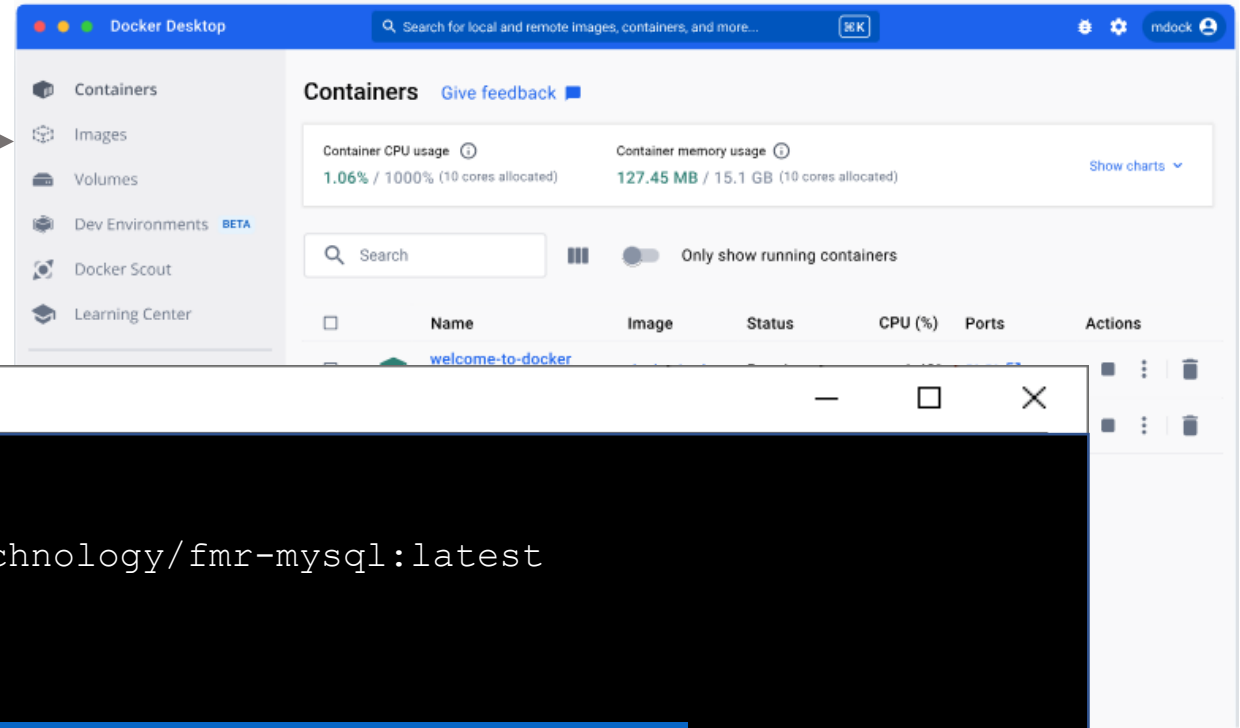 Docker Desktop
Search for local and remote images, containers, and more...
⌘K
mdock
Containers
Images
Volumes
Dev Environments BETA
Docker Scout
Learning Center
Containers Give feedback
Container CPU usage
1.06% / 1000% (10 cores allocated)
Container memory usage
127.45 MB / 15.1 GB (10 cores allocated)
Show charts
Search
Only show running containers
Name Image Status CPU (%) Ports Actions
welcome-to-docker
chnology/fmr-mysql:latest